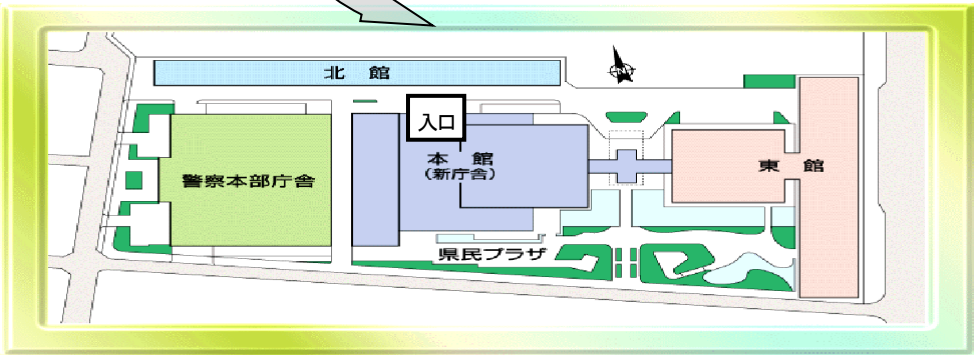 北館
入口
本館
(新庁舎)
警察本部庁舎
東館
県民プラザ